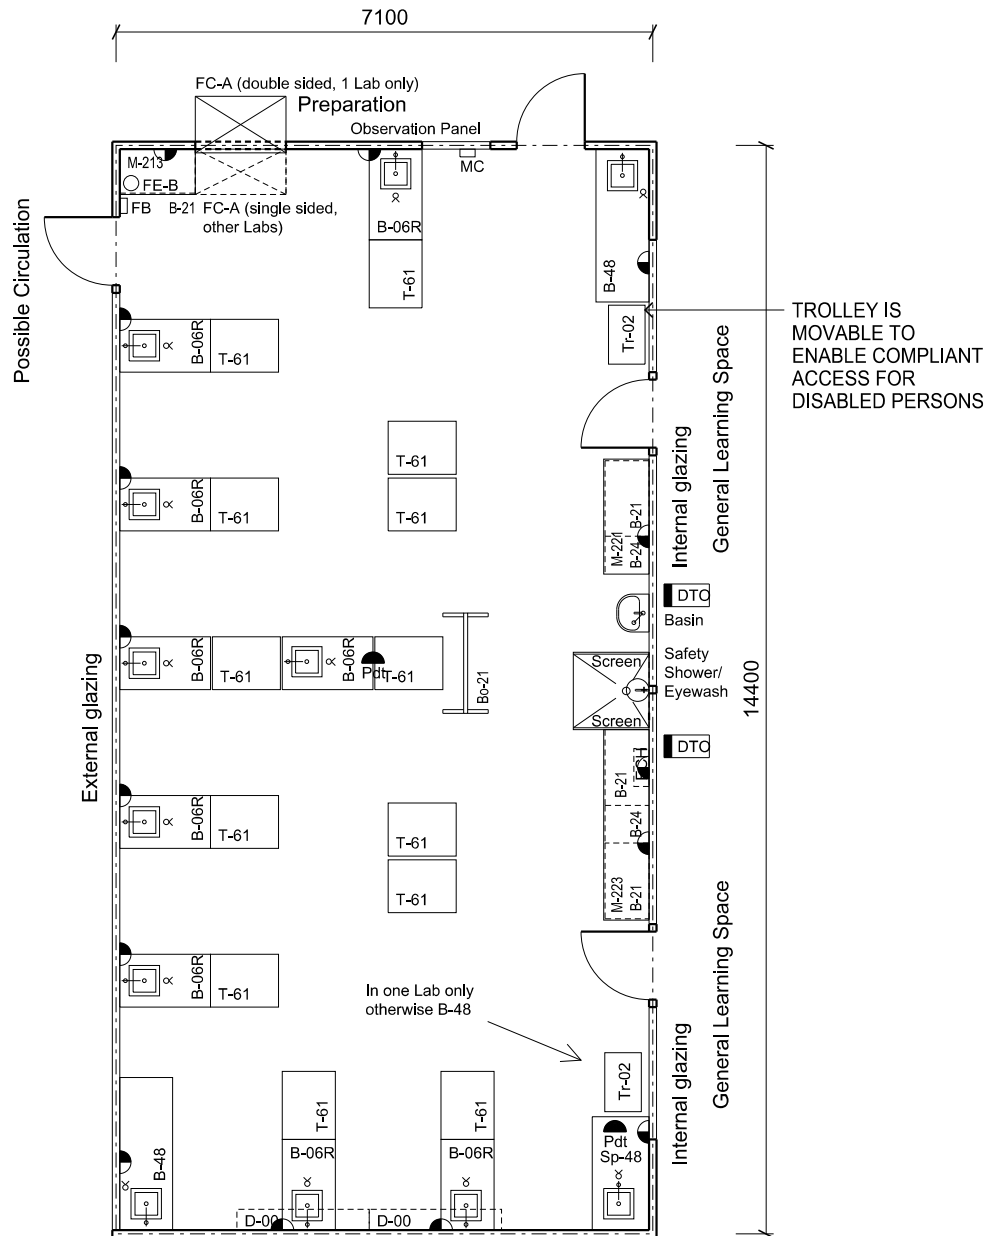 7100
FC-A (double sided, 1 Lab only)
Preparation
Observation Panel
MC
M-213
FE-B
FB
B-21
FC-A (single sided,
other Labs)
B-06R
T-61
B-48
Tr-02
Possible Circulation
TROLLEY IS
MOVABLE TO
ENABLE COMPLIANT
ACCESS FOR
DISABLED PERSONS
B-06R
T-61
General Learning Space
Internal glazing
T-61
T-61
B-06R
T-61
B-21
M-221
B-24
DTO
Basin
External glazing
B-06R
T-61
B-06R
Pdt
T-61
Bo-21
Screen
Screen
Safety
Shower/
Eyewash
14400
DTO
B-21
B-24
M-223
B-21
B-06R
T-61
T-61
T-61
B-06R
T-61
General Learning Space
Internal glazing
In one Lab only
otherwise B-48
Tr-02
Pdt
Sp-48
B-48
T-61
B-06R
T-61
B-06R
D-00
D-00